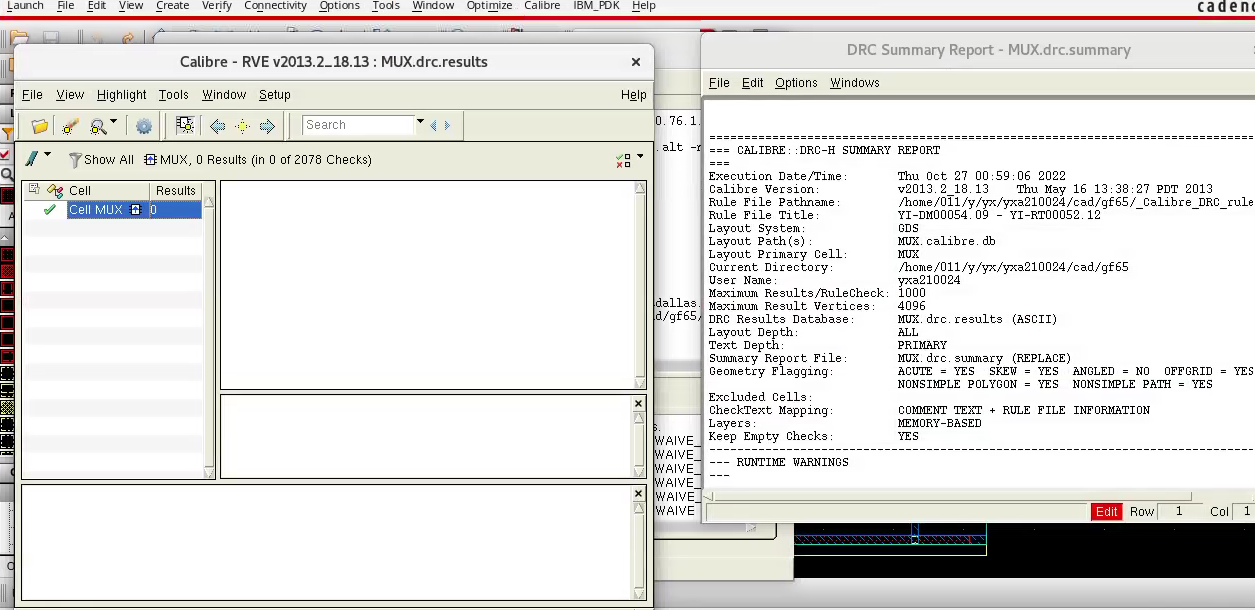 Launch File Edit View Create Verify Connectivity Options Tools Window Optimize Calibre IBM_PDK Help
Calibre - RVE v2013.2_18.13 : MUX.drc.results
File View Highlight Tools Window Setup Help
Search
Show All MUX, 0 Results (in 0 of 2078 Checks)
Cell Results
Cell MUX 0
0.76.1.
.alt -r
dallas.
d/gf65/
s.
WAIVE_
WAIVE_
WAIVE_
WAIVE_
WAIVE_
WAIVE
DRC Summary Report - MUX.drc.summary
File Edit Options Windows
=== CALIBRE::DRC-H SUMMARY REPORT
===
Execution Date/Time: Thu Oct 27 00:59:06 2022
Calibre Version: v2013.2_18.13 Thu May 16 13:38:27 PDT 2013
Rule File Pathname: /home/011/y/yx/yxa210024/cad/gf65/_Calibre_DRC_rule
Rule File Title: YI-DM00054.09 - YI-RT00052.12
Layout System: GDS
Layout Path(s): MUX.calibre.db
Layout Primary Cell: MUX
Current Directory: /home/011/y/yx/yxa210024/cad/gf65
User Name: yxa210024
Maximum Results/RuleCheck: 1000
Maximum Result Vertices: 4096
DRC Results Database: MUX.drc.results (ASCII)
Layout Depth: ALL
Text Depth: PRIMARY
Summary Report File: MUX.drc.summary (REPLACE)
Geometry Flagging: ACUTE = YES SKEW = YES ANGLED = NO OFFGRID = YES
NONSIMPLE POLYGON = YES NONSIMPLE PATH = YES
Excluded Cells:
CheckText Mapping: COMMENT TEXT + RULE FILE INFORMATION
Layers: MEMORY-BASED
Keep Empty Checks: YES
--- RUNTIME WARNINGS
---
Edit Row 1 Col 1